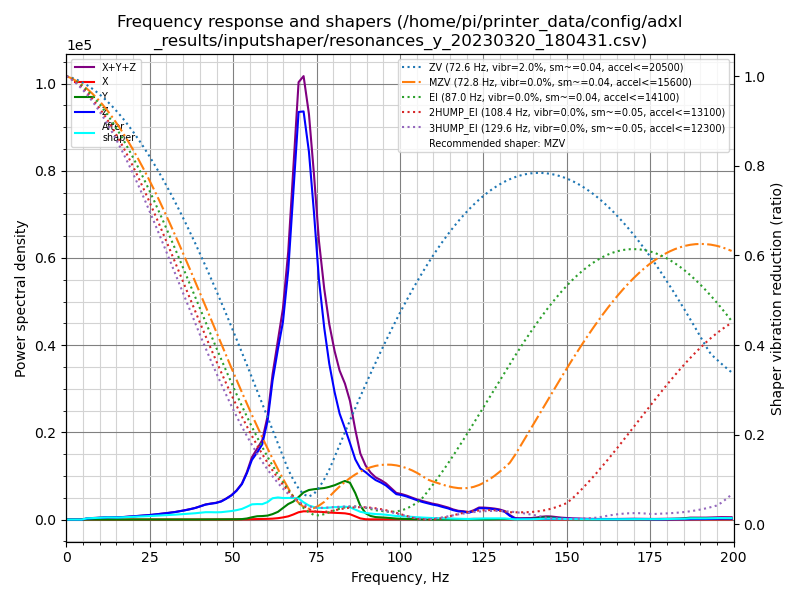 Frequency response and shapers (/home/pi/printer_data/config/adxl
_results/inputshaper/resonances_y_20230320_180431.csv)
1e5
X+Y+Z
X
Y
Z
After
shaper
ZV (72.6 Hz, vibr=2.0%, sm~=0.04, accel<=20500)
MZV (72.8 Hz, vibr=0.0%, sm~=0.04, accel<=15600)
EI (87.0 Hz, vibr=0.0%, sm~=0.04, accel<=14100)
2HUMP_EI (108.4 Hz, vibr=0.0%, sm~=0.05, accel<=13100)
3HUMP_EI (129.6 Hz, vibr=0.0%, sm~=0.05, accel<=12300)
Recommended shaper: MZV
Power spectral density
1.0
0.8
0.6
0.4
0.2
0.0
Shaper vibration reduction (ratio)
1.0
0.8
0.6
0.4
0.2
0.0
0 25 50 75 100 125 150 175 200
Frequency, Hz